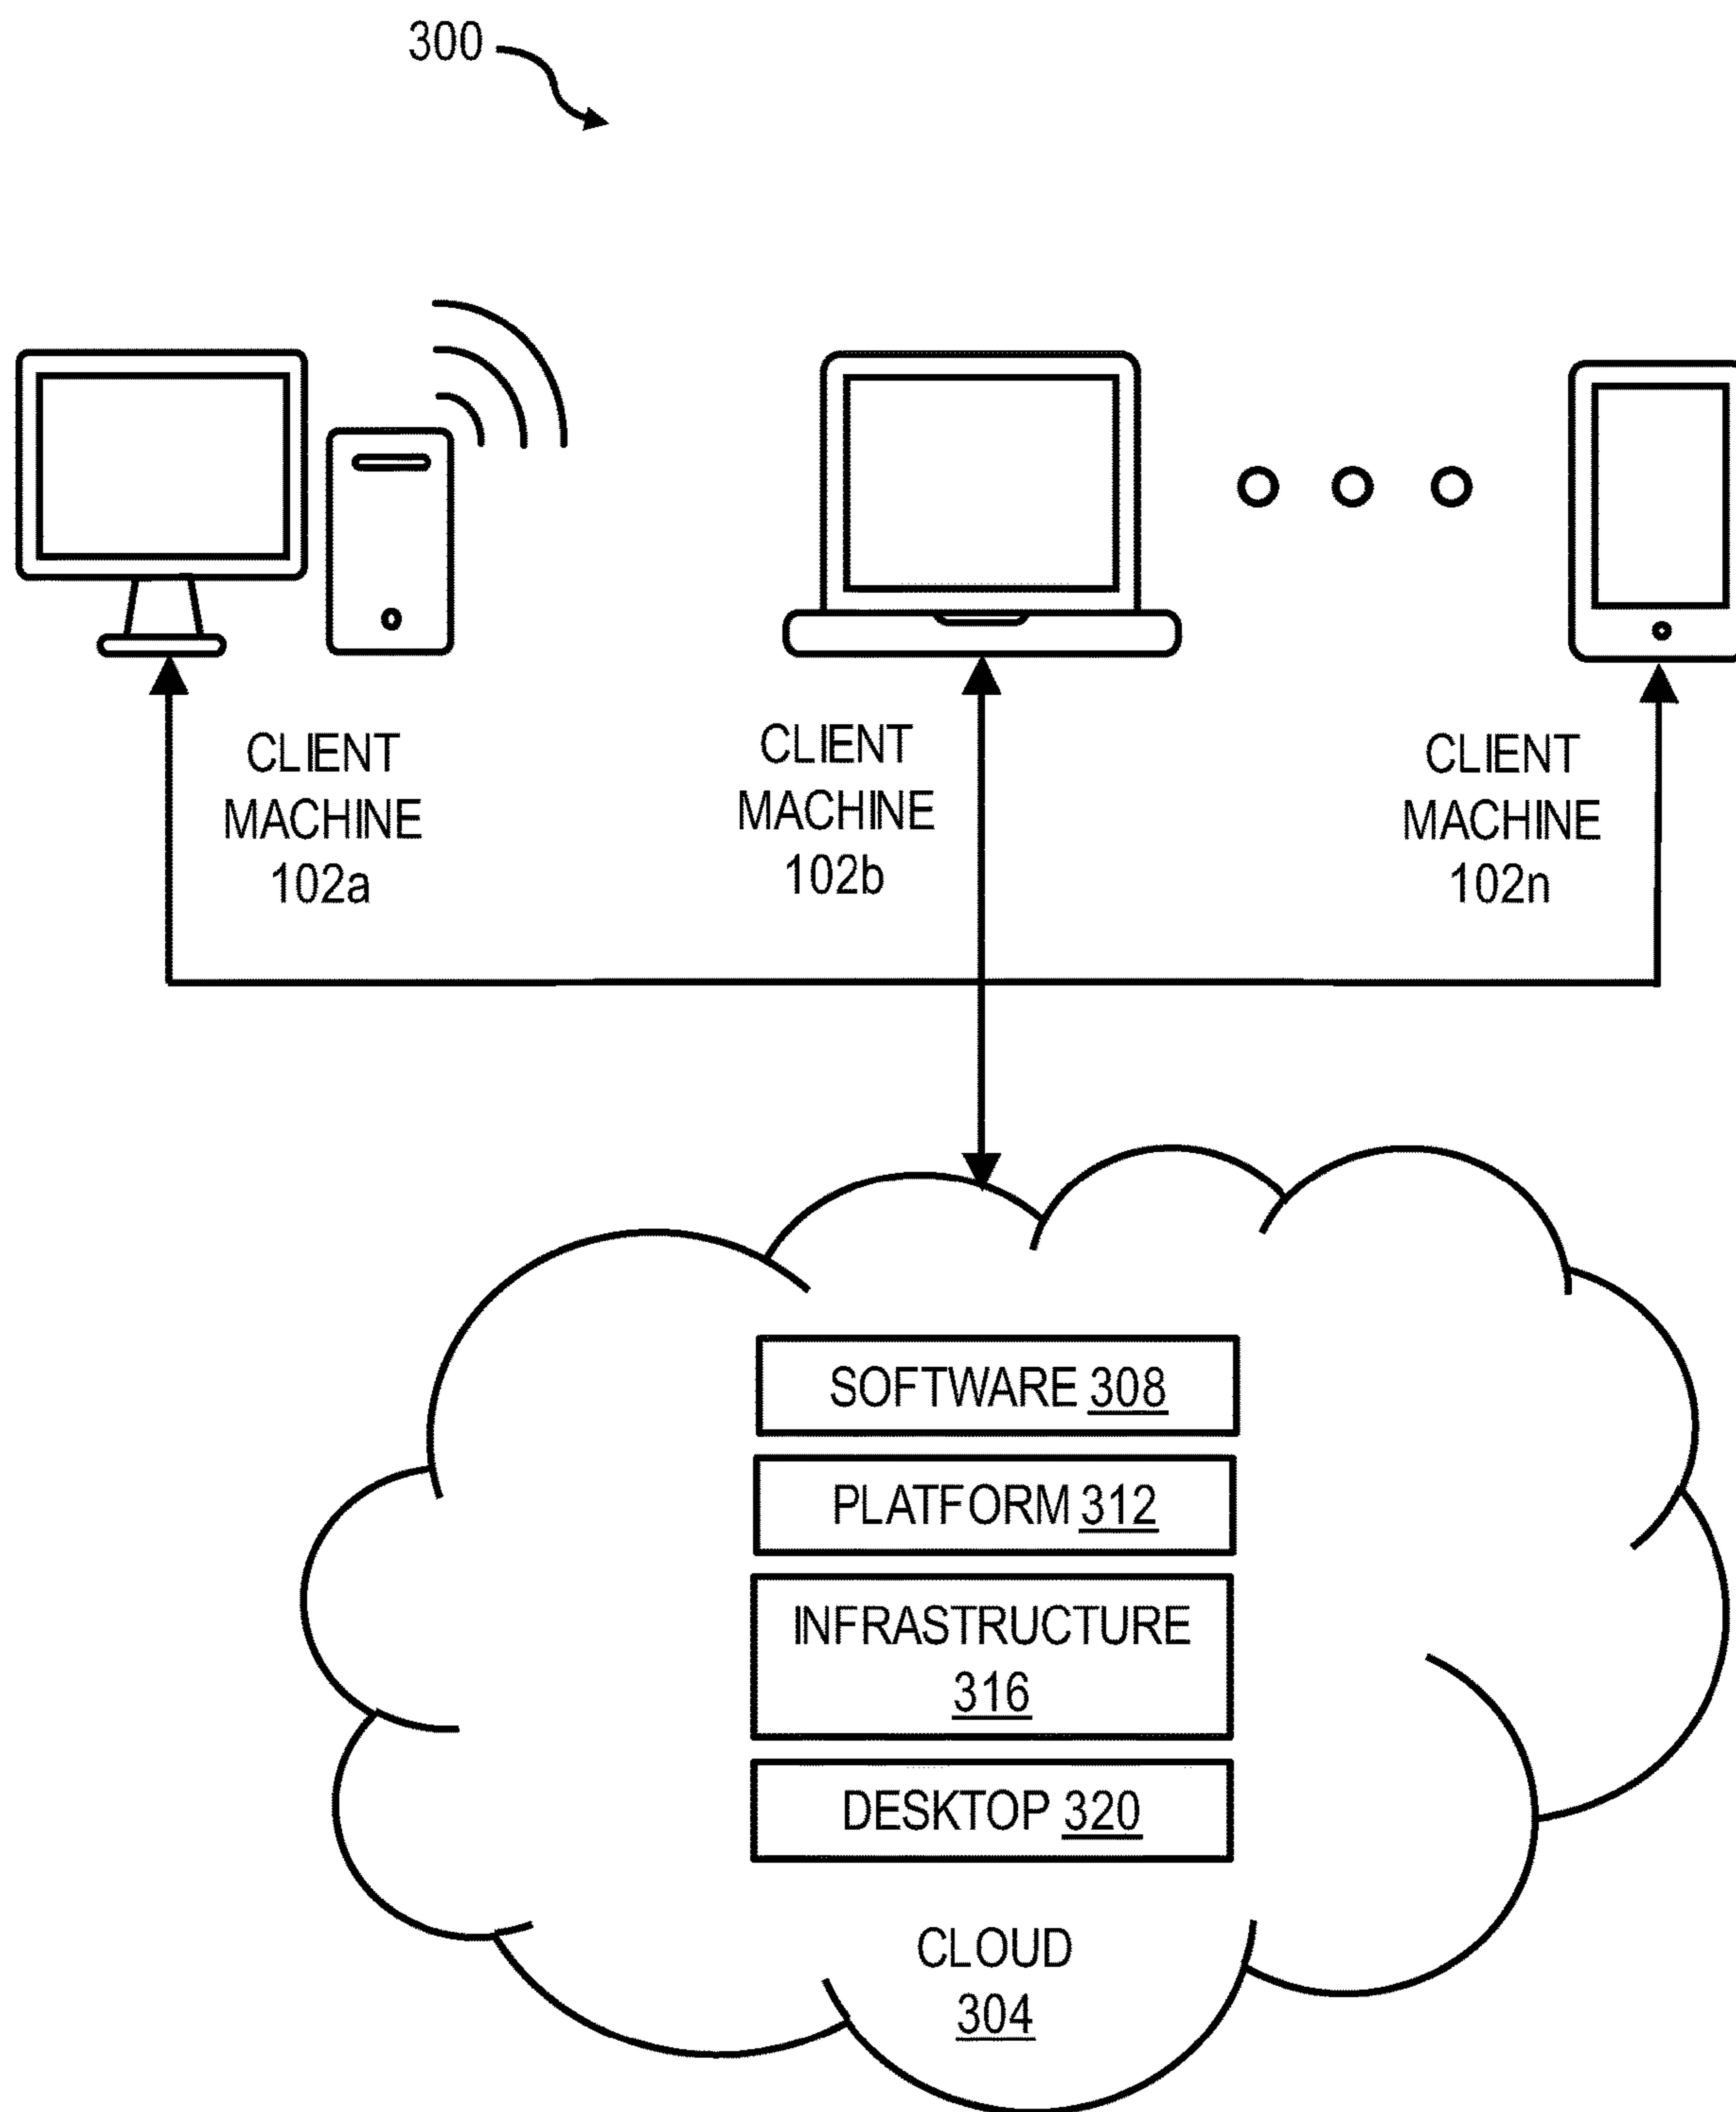 300
CLIENT
MACHINE
102a
CLIENT
MACHINE
102b
CLIENT
MACHINE
102n
SOFTWARE 308
PLATFORM 312
INFRASTRUCTURE
316
DESKTOP 320
CLOUD
304